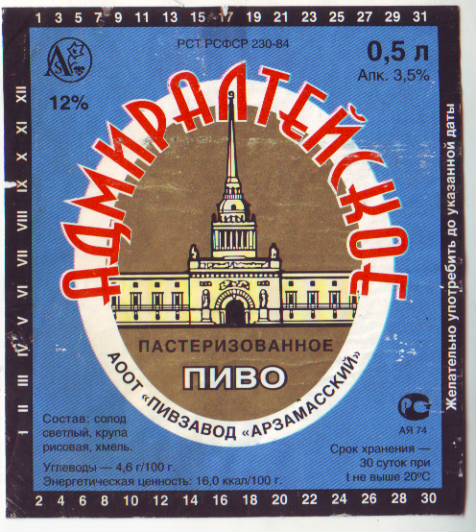 1 3 5 7 9 11 13 15 17 19 21 23 25 27 29 31
РСТ РСФСР 230-84
0,5 л
Алк. 3,5%
12%
АДМИРАЛТЕЙСКОЕ
I II III IV V VI VII VIII IX X XI XII
Желательно употребить до указанной даты
ПАСТЕРИЗОВАННОЕ
ПИВО
АООТ "ПИВЗАВОД «АРЗАМАССКИЙ»
АЯ 74
Состав: солод
светлый, крупа
рисовая, хмель.
Углеводы — 4,6 г/100 г.
Энергетическая ценность: 16,0 ккал/100 г.
Срок хранения —
30 суток при
t не выше 20°С
2 4 6 8 10 12 14 16 18 20 22 24 26 28 30